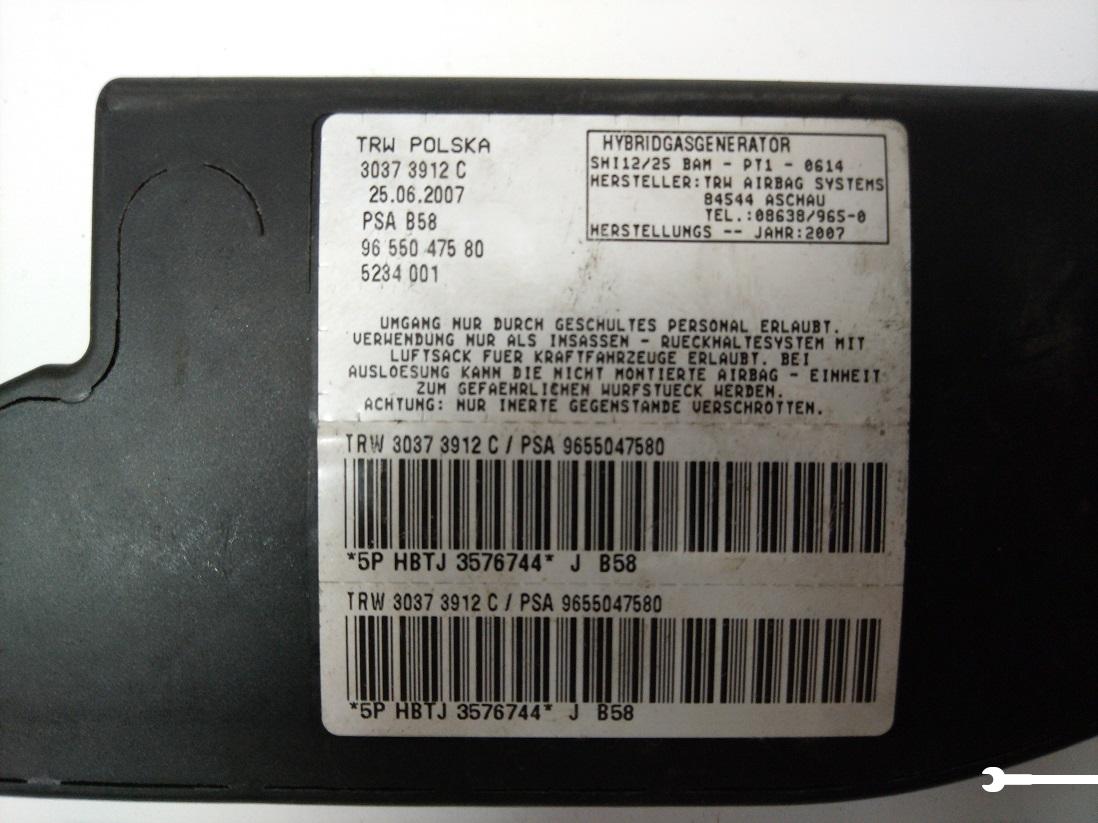 TRW POLSKA
3037 3912 C
25.06.2007
PSA B58
96 550 475 80
5234 001
HYBRIDGASGENERATOR
SHI12/25 BAM - PT1 - 0614
HERSTELLER:TRW AIRBAG SYSTEMS
84544 ASCHAU
TEL.:08638/965-0
HERSTELLUNGS -- JAHR:2007
UMGANG NUR DURCH GESCHULTES PERSONAL ERLAUBT.
VERWENDUNG NUR ALS INSASSEN - RUECKHALTESYSTEM MIT
LUFTSACK FUER KRAFTFAHRZEUGE ERLAUBT. BEI
AUSLOESUNG KANN DIE NICHT MONTIERTE AIRBAG - EINHEIT
ZUM GEFAEHRLICHEN WURFSTUECK WERDEN.
ACHTUNG: NUR INERTE GEGENSTANDE VERSCHROTTEN.
TRW 3037 3912 C / PSA 9655047580
*5P HBTJ 3576744* J B58
TRW 3037 3912 C / PSA 9655047580
*5P HBTJ 3576744* J B58